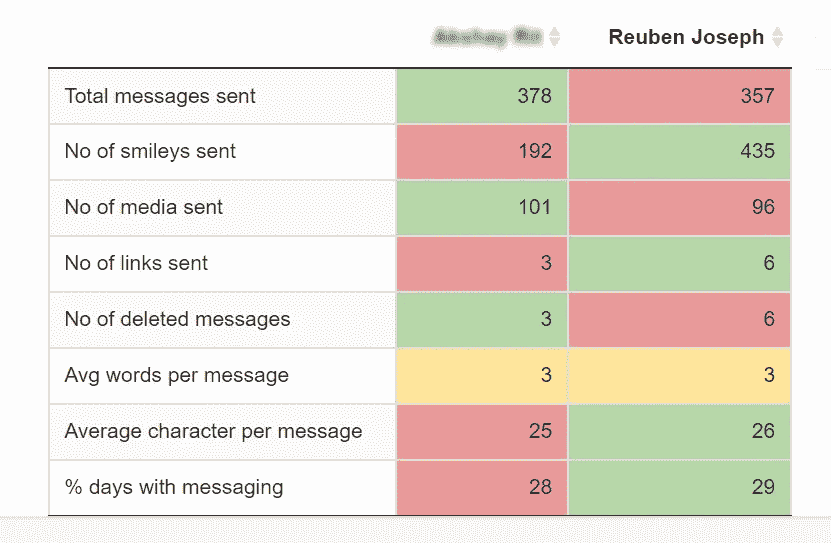 Reuben Joseph
Total messages sent 378 357
No of smileys sent 192 435
No of media sent 101 96
No of links sent 3 6
No of deleted messages 3 6
Avg words per message 3 3
Average character per message 25 26
% days with messaging 28 29